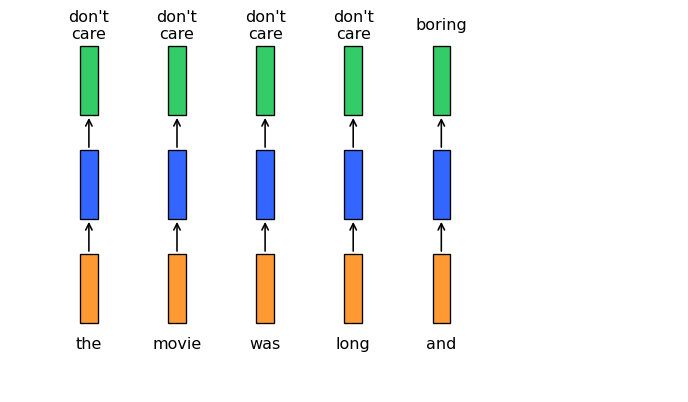 don't don't don't don't boring
care care care care
the movie was long and